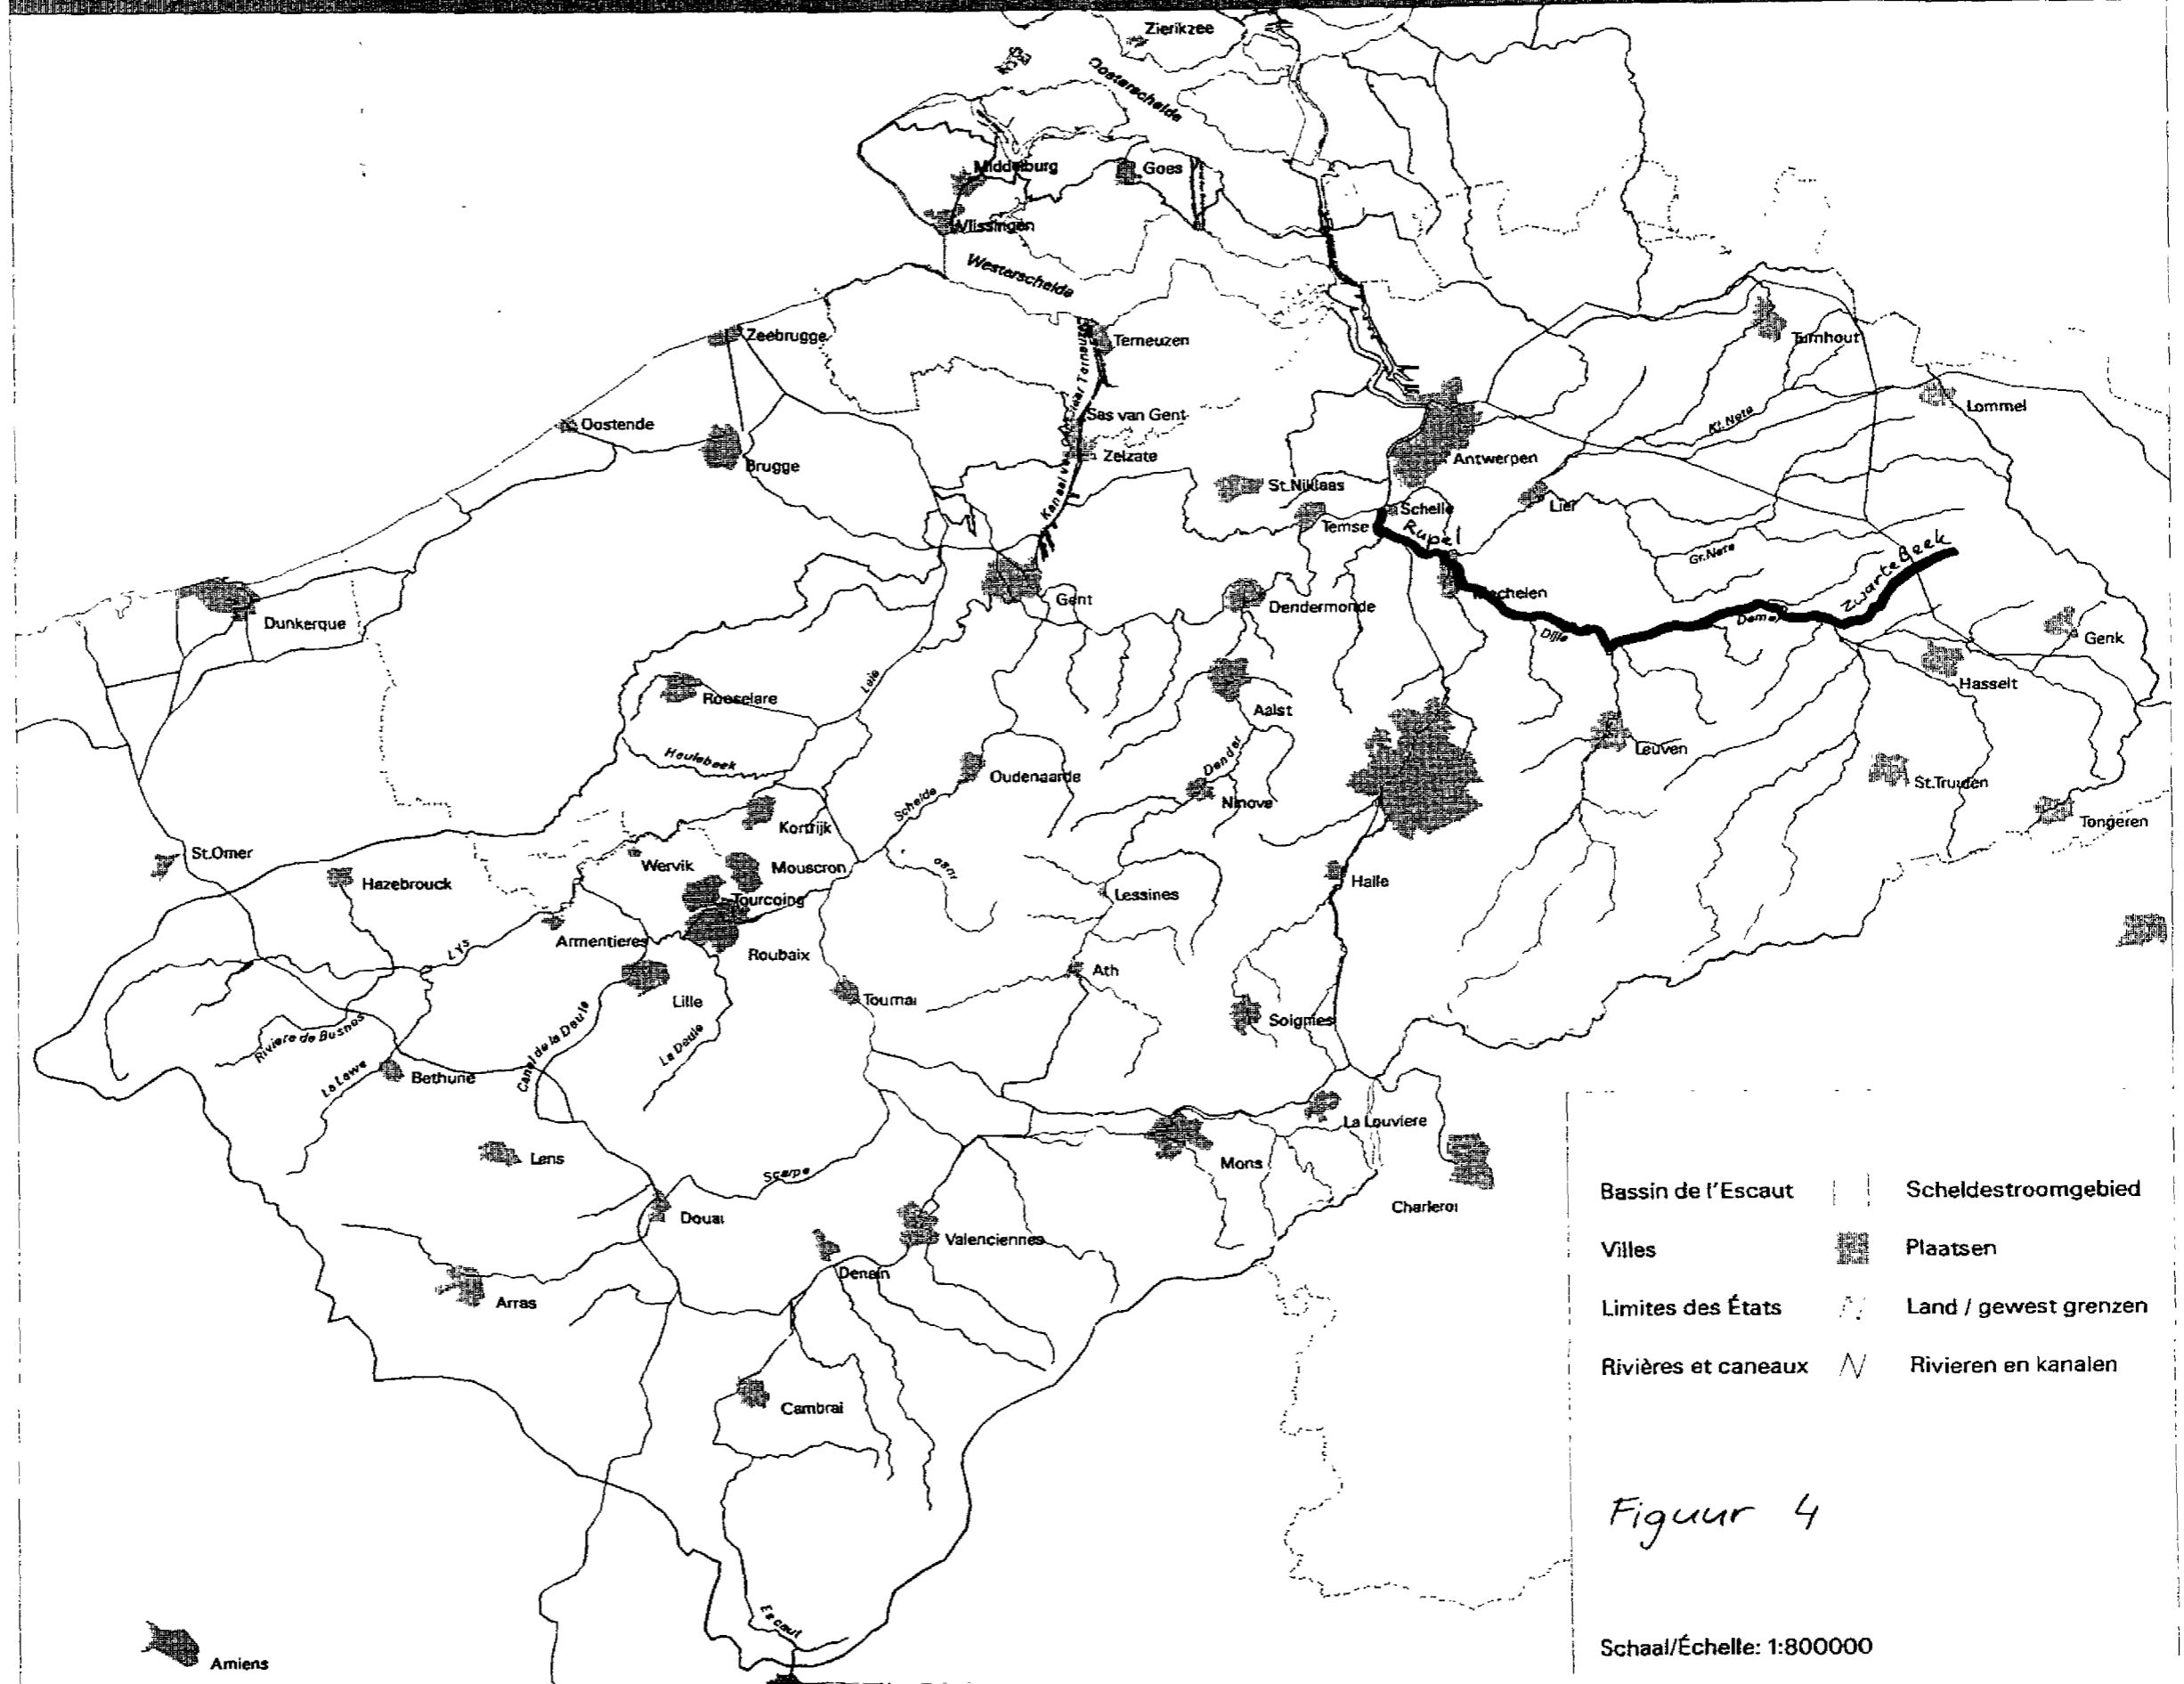 Zierikzee
Oosterschelde
Middelburg
Goes
Vlissingen
Westerschelde
Zeebrugge
Terneuzen
Turnhout
Oostende
Sas van Gent
Lommel
Kl. Nete
Brugge
Zelzate
Antwerpen
St.Niklaas
Schelle
Lier
Temse
Rupel
Gr. Nete
Zwarte Beek
Gent
Dendermonde
Mechelen
Dunkerque
Dijle
Demer
Genk
Hasselt
Roeselare
Leie
Aalst
Leuven
Heulebeek
Oudenaarde
Dender
St.Truiden
Schelde
Ninove
Kortrijk
Tongeren
St.Omer
Wervik
Mouscron
Hazebrouck
Halle
Tourcoing
Lessines
Armentieres
LYS
Roubaix
Ath
Lille
Tournai
Soignies
Riviere de Busnes
Canal de la Deule
La Deule
La Lawe
Bethune
La Louviere
Lens
Scarpe
Mons
Douai
Charleroi
Valenciennes
Denain
Arras
Cambrai
Escaut
Amiens
Bassin de l'Escaut Scheldestroomgebied
Villes Plaatsen
Limites des États Land / gewest grenzen
Rivières et caneaux Rivieren en kanalen
Figuur 4
Schaal/Échelle: 1:800000